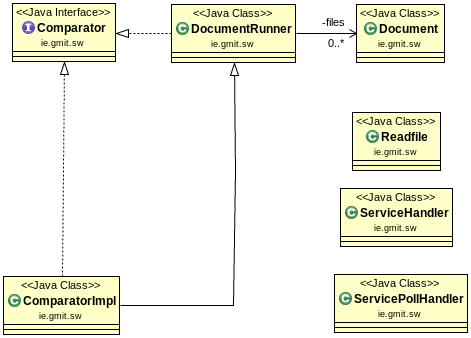 <<Java Interface>>
I Comparator
ie.gmit.sw
<<Java Class>>
C DocumentRunner
ie.gmit.sw
-files
0..*
<<Java Class>>
C Document
ie.gmit.sw
<<Java Class>>
C Readfile
ie.gmit.sw
<<Java Class>>
C ServiceHandler
ie.gmit.sw
<<Java Class>>
C ComparatorImpl
ie.gmit.sw
<<Java Class>>
C ServicePollHandler
ie.gmit.sw